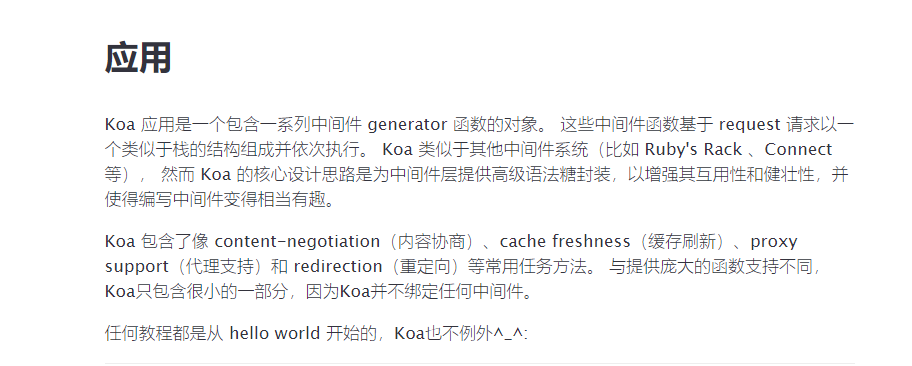 应用
Koa 应用是一个包含一系列中间件 generator 函数的对象。 这些中间件函数基于 request 请求以一
个类似于栈的结构组成并依次执行。 Koa 类似于其他中间件系统（比如 Ruby's Rack 、Connect
等）， 然而 Koa 的核心设计思路是为中间件层提供高级语法糖封装，以增强其互用性和健壮性，并
使得编写中间件变得相当有趣。
Koa 包含了像 content-negotiation（内容协商）、cache freshness（缓存刷新）、proxy
support（代理支持）和 redirection（重定向）等常用任务方法。 与提供庞大的函数支持不同，
Koa只包含很小的一部分，因为Koa并不绑定任何中间件。
任何教程都是从 hello world 开始的，Koa也不例外^_^: